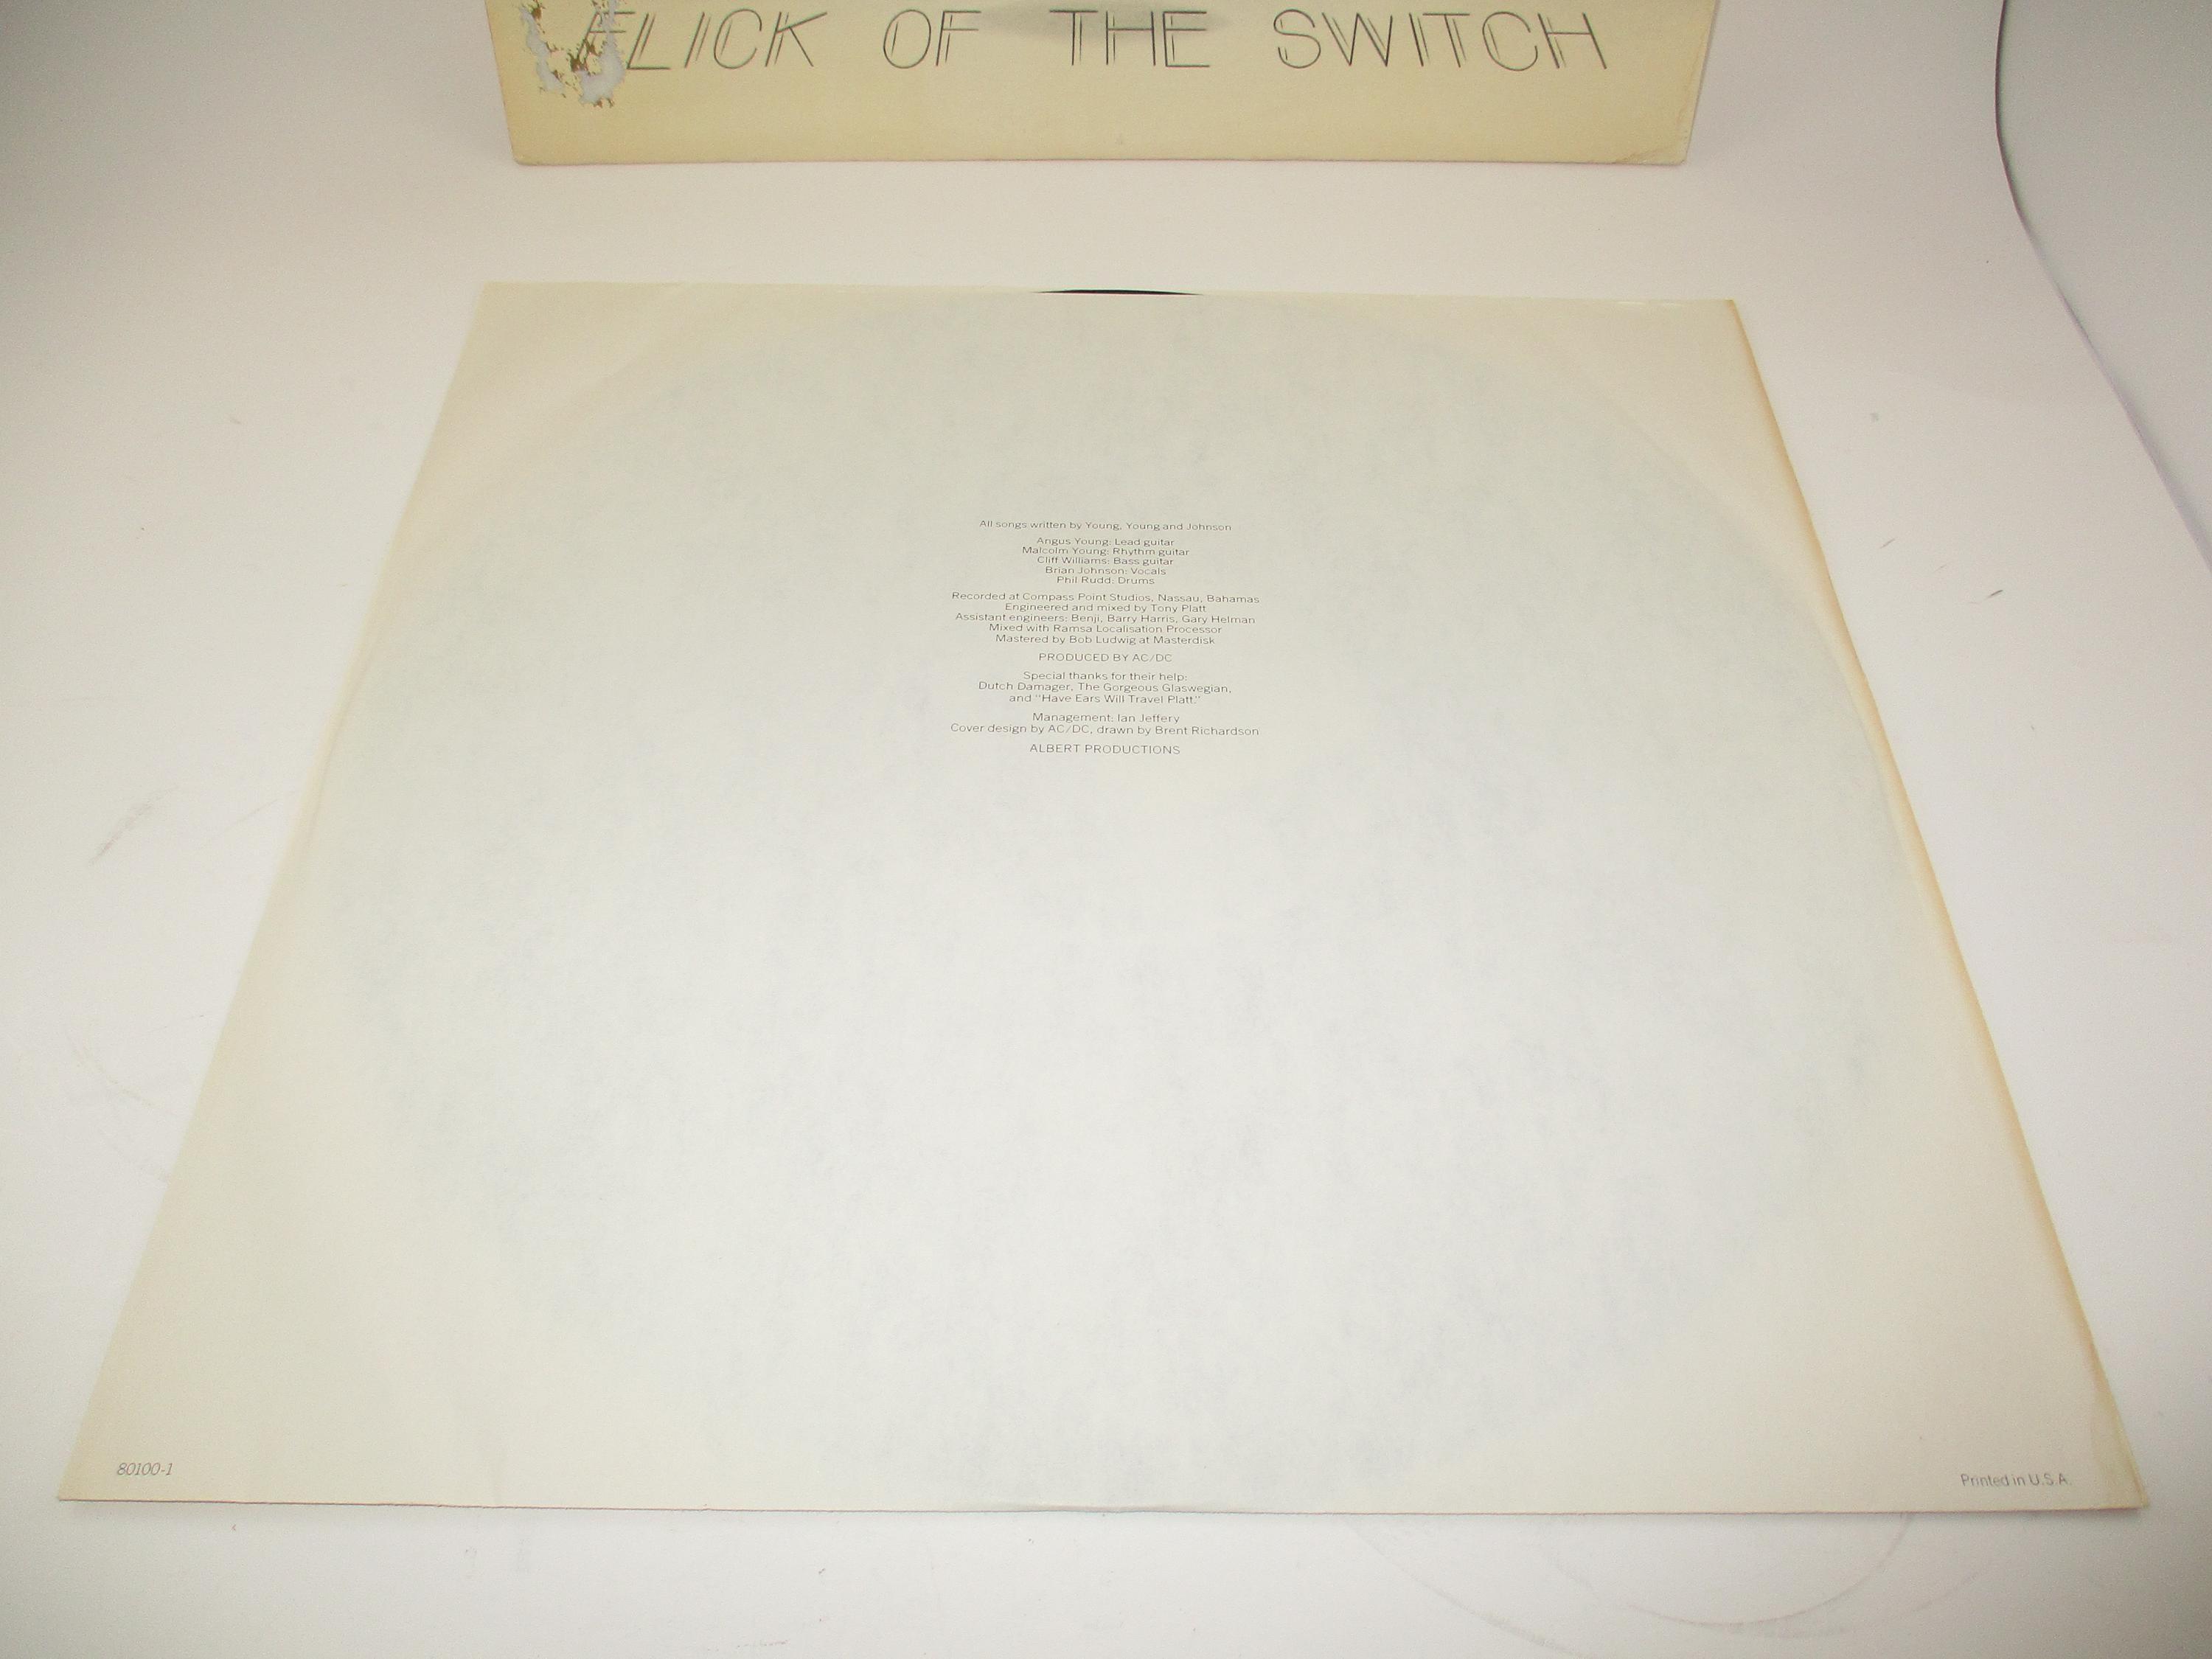 FLICK OF THE SWITCH
All songs written by Young, Young and Johnson
Angus Young: Lead guitar
Malcolm Young: Rhythm guitar
Cliff Williams: Bass guitar
Brian Johnson: Vocals
Phil Rudd: Drums
Recorded at Compass Point Studios, Nassau, Bahamas
Engineered and mixed by Tony Platt
Assistant engineers: Benji, Barry Harris, Gary Helman
Mixed with Ramsa Localisation Processor
Mastered by Bob Ludwig at Masterdisk
PRODUCED BY AC/DC
Special thanks for their help:
Dutch Damager, The Gorgeous Glaswegian,
and "Have Ears Will Travel Platt."
Management: Ian Jeffery
Cover design by AC/DC, drawn by Brent Richardson
ALBERT PRODUCTIONS
80100-1
Printed in U.S.A.